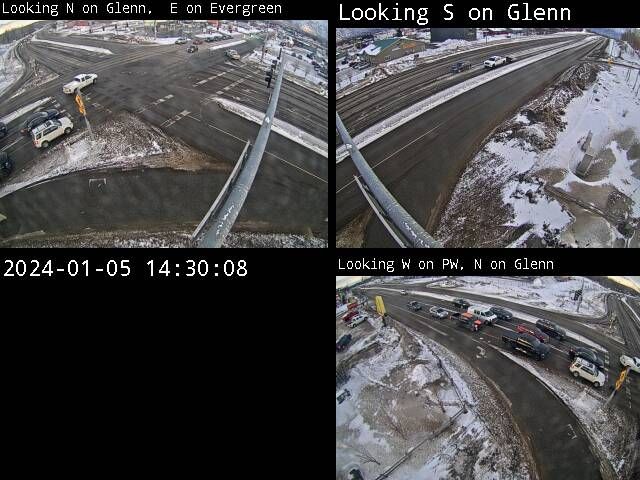 Looking N on Glenn,  E on Evergreen
Looking S on Glenn
2024-01-05 14:30:08
Looking W on PW, N on Glenn